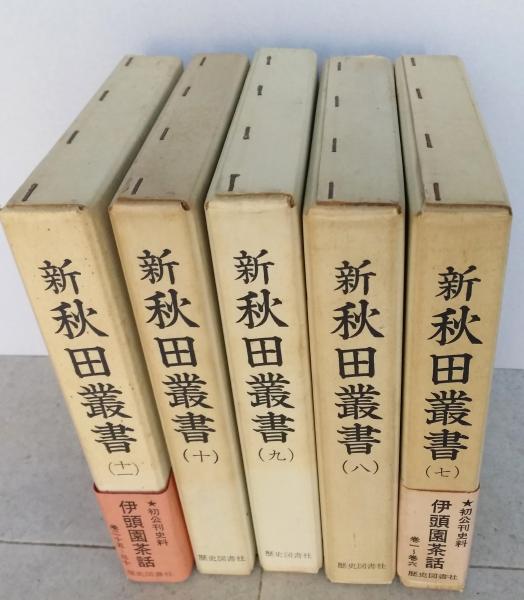 新秋田叢書
(十一)
★初公刊史料
伊頭園茶話
歴史図書社
新秋田叢書
(十)
歴史図書社
新秋田叢書
(九)
歴史図書社
新秋田叢書
(八)
歴史図書社
新秋田叢書
(七)
★初公刊史料
伊頭園茶話
巻一~巻六
歴史図書社